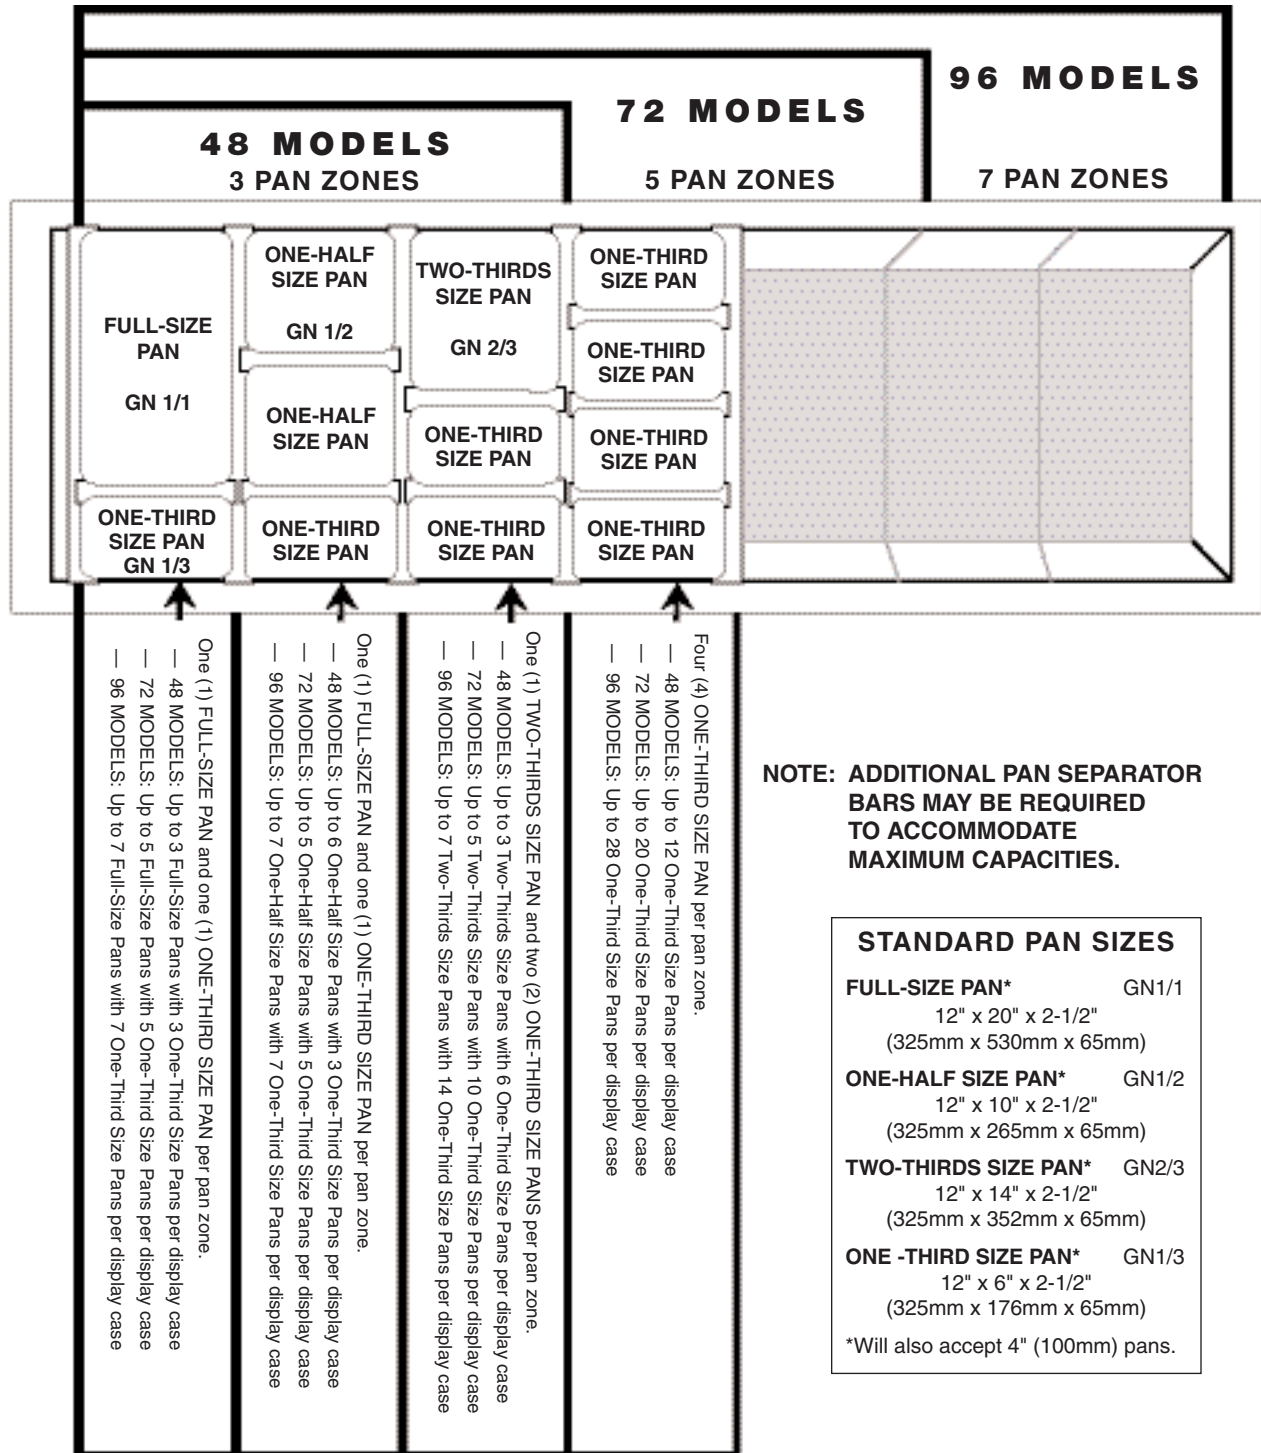 96 MODELS
72 MODELS
48 MODELS
3 PAN ZONES
5 PAN ZONES
7 PAN ZONES
FULL-SIZE
PAN
GN 1/1
ONE-THIRD
SIZE PAN
GN 1/3
ONE-HALF
SIZE PAN
GN 1/2
ONE-HALF
SIZE PAN
ONE-THIRD
SIZE PAN
TWO-THIRDS
SIZE PAN
GN 2/3
ONE-THIRD
SIZE PAN
ONE-THIRD
SIZE PAN
ONE-THIRD
SIZE PAN
ONE-THIRD
SIZE PAN
ONE-THIRD
SIZE PAN
ONE-THIRD
SIZE PAN
One (1) FULL-SIZE PAN and one (1) ONE-THIRD SIZE PAN per pan zone.
— 48 MODELS: Up to 3 Full-Size Pans with 3 One-Third Size Pans per display case
— 72 MODELS: Up to 5 Full-Size Pans with 5 One-Third Size Pans per display case
— 96 MODELS: Up to 7 Full-Size Pans with 7 One-Third Size Pans per display case
One (1) FULL-SIZE PAN and one (1) ONE-THIRD SIZE PAN per pan zone.
— 48 MODELS: Up to 6 One-Half Size Pans with 3 One-Third Size Pans per display case
— 72 MODELS: Up to 5 One-Half Size Pans with 5 One-Third Size Pans per display case
— 96 MODELS: Up to 7 One-Half Size Pans with 7 One-Third Size Pans per display case
One (1) TWO-THIRDS SIZE PAN and two (2) ONE-THIRD SIZE PANS per pan zone.
— 48 MODELS: Up to 3 Two-Thirds Size Pans with 6 One-Third Size Pans per display case
— 72 MODELS: Up to 5 Two-Thirds Size Pans with 10 One-Third Size Pans per display case
— 96 MODELS: Up to 7 Two-Thirds Size Pans with 14 One-Third Size Pans per display case
Four (4) ONE-THIRD SIZE PAN per pan zone.
— 48 MODELS: Up to 12 One-Third Size Pans per display case
— 72 MODELS: Up to 20 One-Third Size Pans per display case
— 96 MODELS: Up to 28 One-Third Size Pans per display case
NOTE: ADDITIONAL PAN SEPARATOR
BARS MAY BE REQUIRED
TO ACCOMMODATE
MAXIMUM CAPACITIES.
STANDARD PAN SIZES
FULL-SIZE PAN* GN1/1
12" x 20" x 2-1/2"
(325mm x 530mm x 65mm)
ONE-HALF SIZE PAN* GN1/2
12" x 10" x 2-1/2"
(325mm x 265mm x 65mm)
TWO-THIRDS SIZE PAN* GN2/3
12" x 14" x 2-1/2"
(325mm x 352mm x 65mm)
ONE -THIRD SIZE PAN* GN1/3
12" x 6" x 2-1/2"
(325mm x 176mm x 65mm)
*Will also accept 4" (100mm) pans.